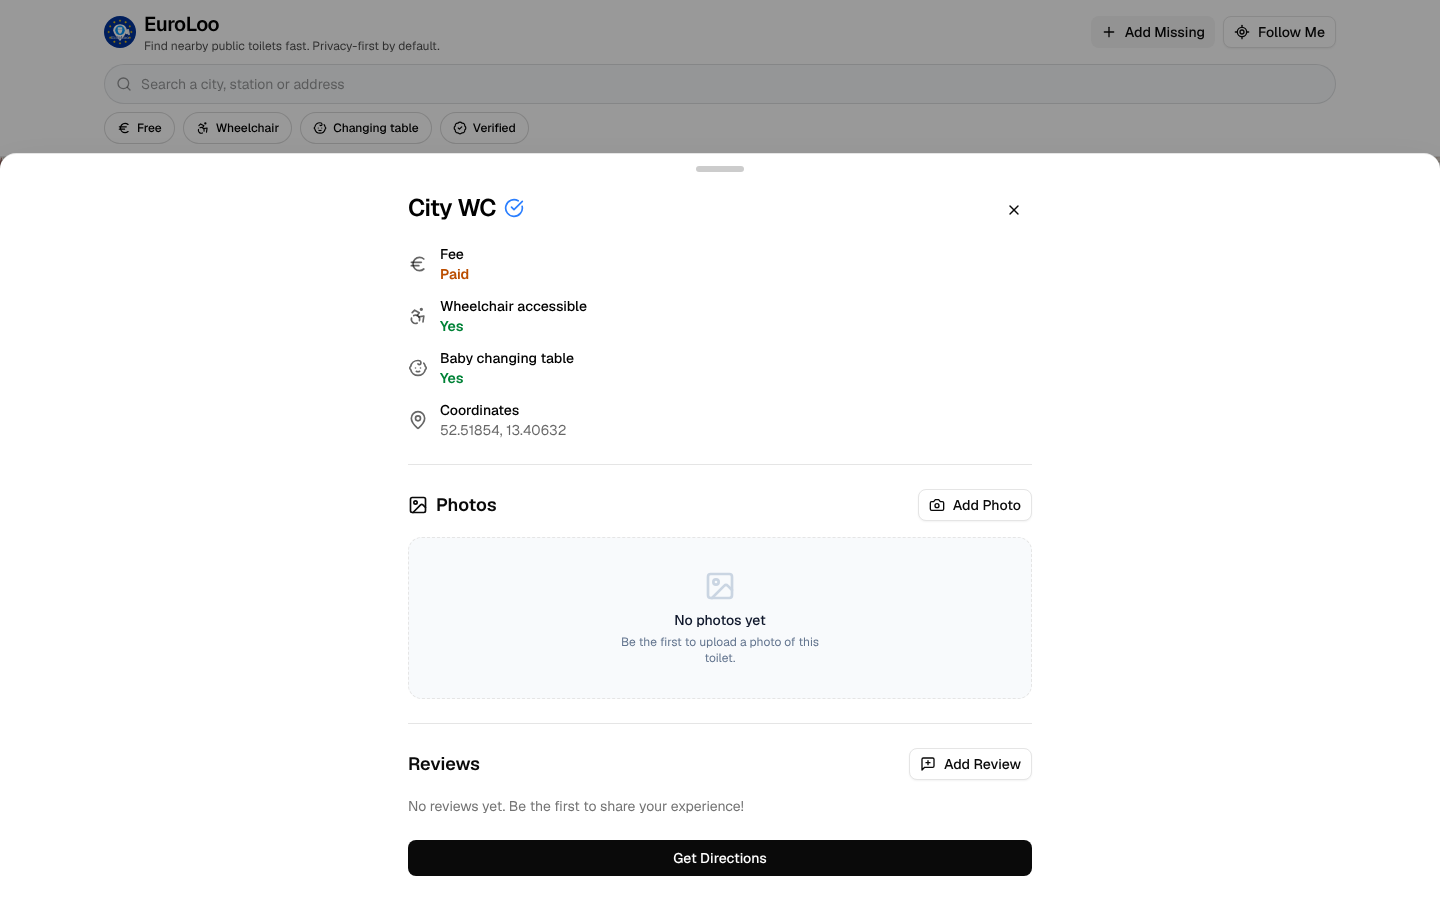 EuroLoo
Find nearby public toilets fast. Privacy-first by default.
Add Missing
Follow Me
Search a city, station or address
Free
Wheelchair
Changing table
Verified
City WC
Fee
Paid
Wheelchair accessible
Yes
Baby changing table
Yes
Coordinates
52.51854, 13.40632
Photos
Add Photo
No photos yet
Be the first to upload a photo of this
toilet.
Reviews
Add Review
No reviews yet. Be the first to share your experience!
Get Directions